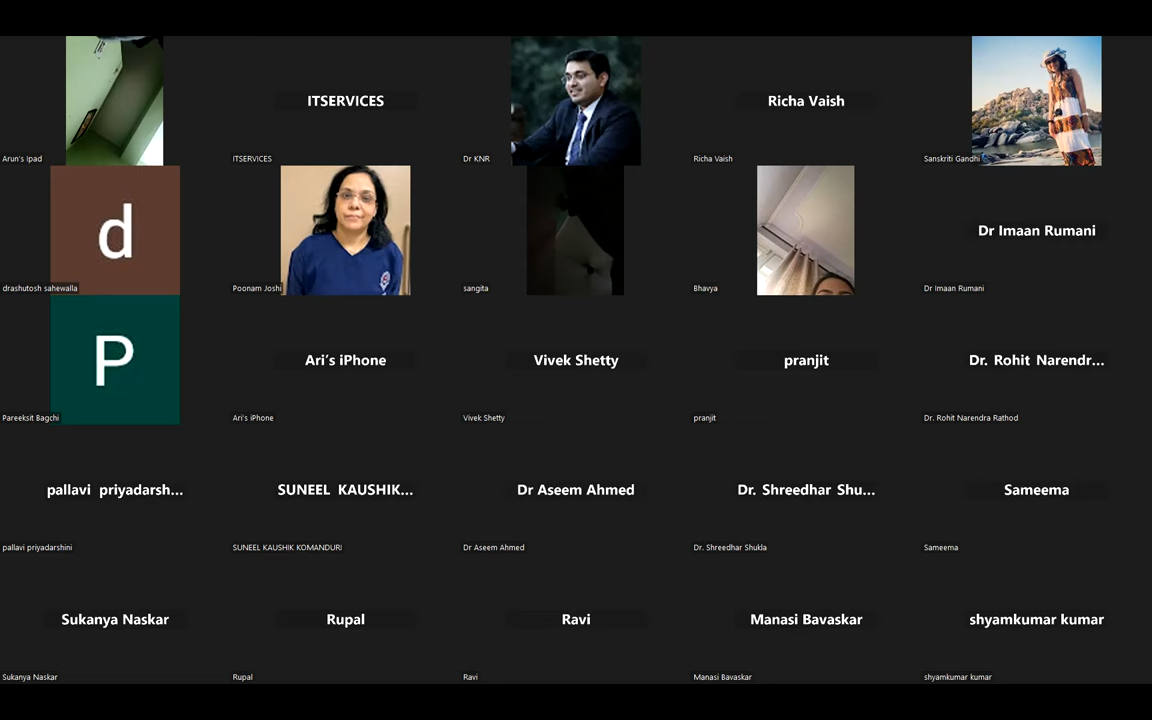 ITSERVICES
Richa Vaish
Arun's Ipad
ITSERVICES
Dr KNR
Richa Vaish
Sanskriti Gandhi
d
Dr Imaan Rumani
drashutosh sahewalla
Poonam Joshi
sangita
Bhavya
Dr Imaan Rumani
P
Ari's iPhone
Vivek Shetty
pranjit
Dr. Rohit Narendr...
Pareeksit Bagchi
Ari's iPhone
Vivek Shetty
pranjit
Dr. Rohit Narendra Rathod
pallavi priyadarsh...
SUNEEL KAUSHIK...
Dr Aseem Ahmed
Dr. Shreedhar Shu...
Sameema
pallavi priyadarshini
SUNEEL KAUSHIK KOMANDURI
Dr Aseem Ahmed
Dr. Shreedhar Shukla
Sameema
Sukanya Naskar
Rupal
Ravi
Manasi Bavaskar
shyamkumar kumar
Sukanya Naskar
Rupal
Ravi
Manasi Bavaskar
shyamkumar kumar